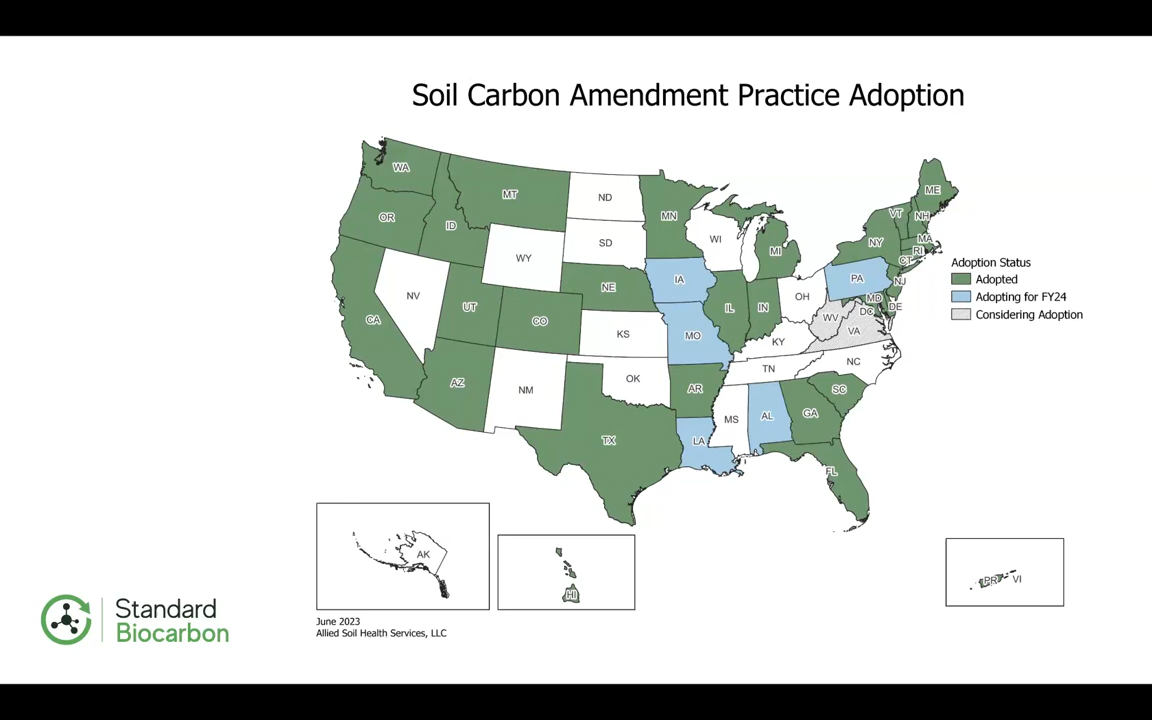 Soil Carbon Amendment Practice Adoption
WA
MT
ND
MN
ME
OR
ID
SD
WI
MI
VT
NH
NY
MA
RI
CT
WY
NE
IA
PA
NJ
NV
UT
CO
IL
IN
OH
MD
DE
DC
WV
VA
CA
KS
MO
KY
NC
AZ
NM
OK
AR
TN
SC
TX
LA
MS
AL
GA
FL
Adoption Status
Adopted
Adopting for FY24
Considering Adoption
AK
HI
PR
VI
June 2023
Allied Soil Health Services, LLC
Standard
Biocarbon